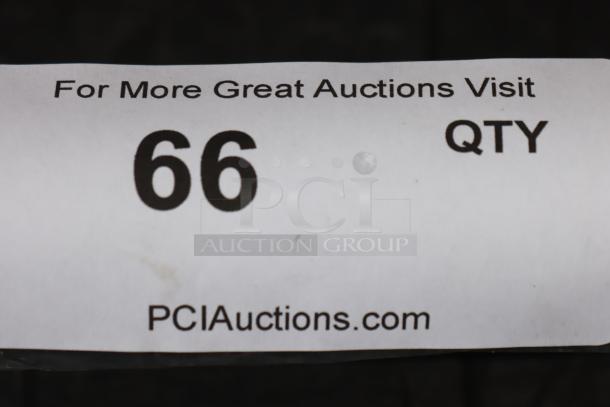 For More Great Auctions Visit
66 QTY
PCI
AUCTION GROUP
PCIAuctions.com